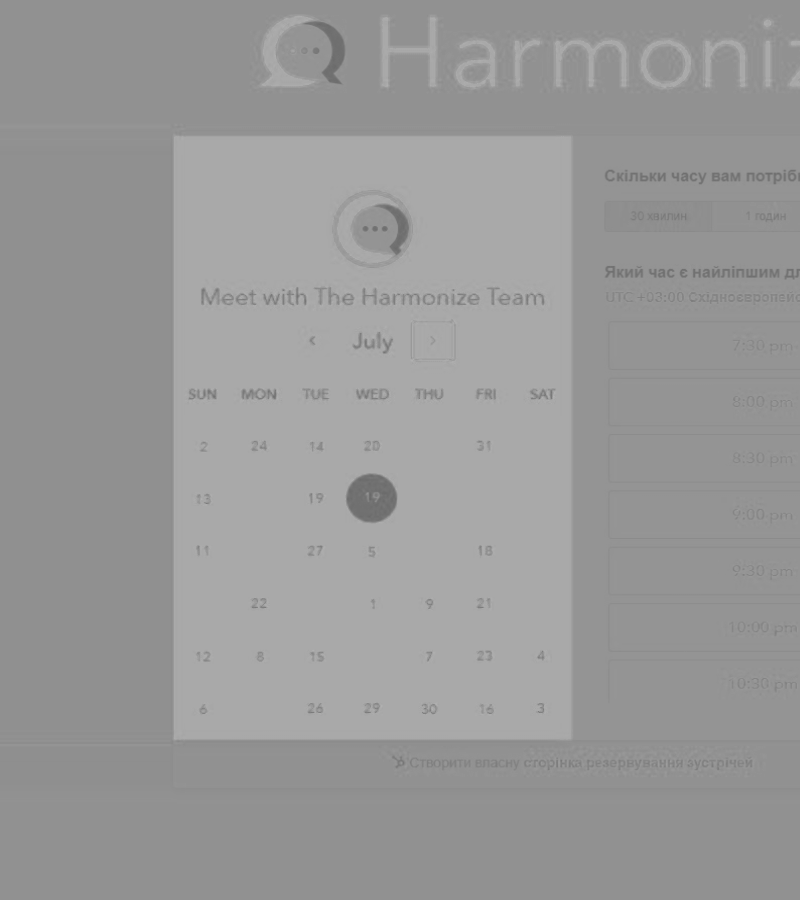 Harmoniz
Meet with The Harmonize Team
‹ July ›
SUN MON TUE WED THU FRI SAT
2 24 14 20 31
13 19 19
11 27 5 18
22 1 9 21
12 8 15 7 23 4
6 26 29 30 16 3
Скільки часу вам потрібн
30 хвилин 1 годин
Який час є найліпшим дл
UTC +03:00 Східноєвропейс
7:30 pm
8:00 pm
8:30 pm
9:00 pm
9:30 pm
10:00 pm
10:30 pm
Створити власну сторінка резервування зустрічей